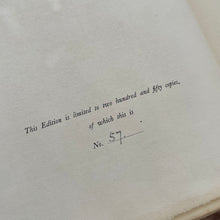 This Edition is limited to two hundred and fifty copies,
of which this is
No. 57.